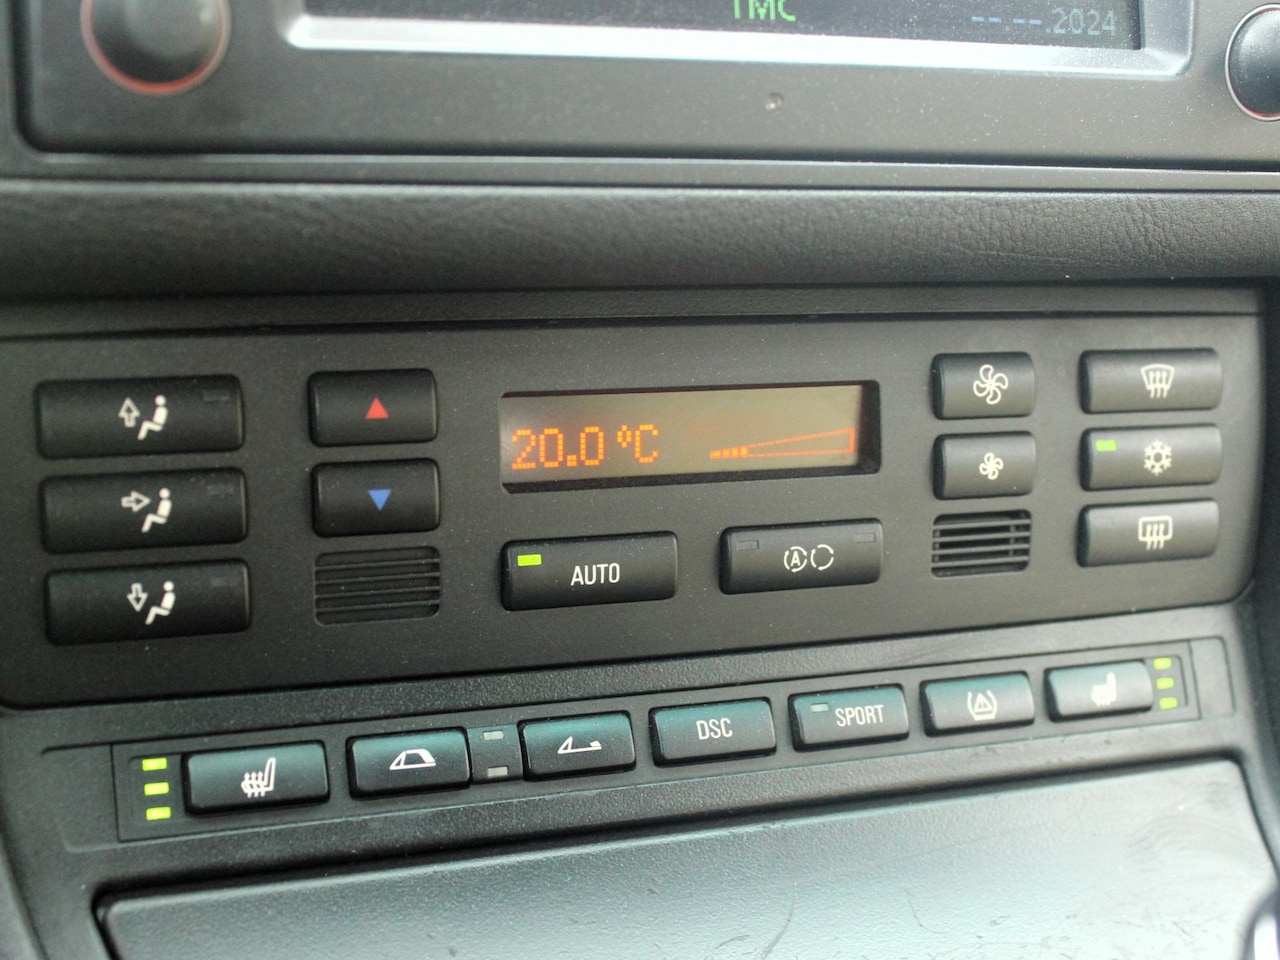 TMC
-- --.2024
20.0 °C
AUTO
A
DSC
SPORT